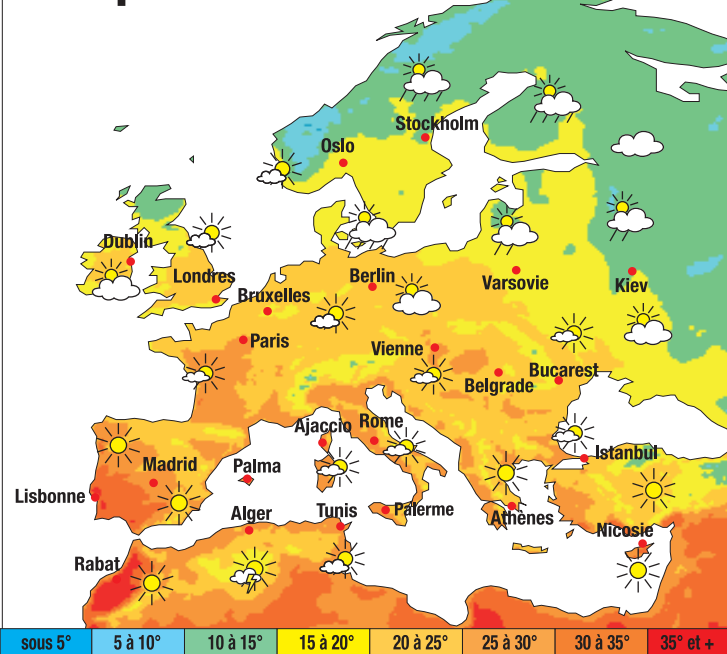 Stockholm
Oslo
Dublin
Londres
Berlin
Varsovie
Kiev
Bruxelles
Paris
Vienne
Bucarest
Belgrade
Ajaccio
Rome
Istanbul
Madrid
Palma
Lisbonne
Alger
Tunis
Palerme
Athènes
Nicosie
Rabat
sous 5° 5 à 10° 10 à 15° 15 à 20° 20 à 25° 25 à 30° 30 à 35° 35° et +